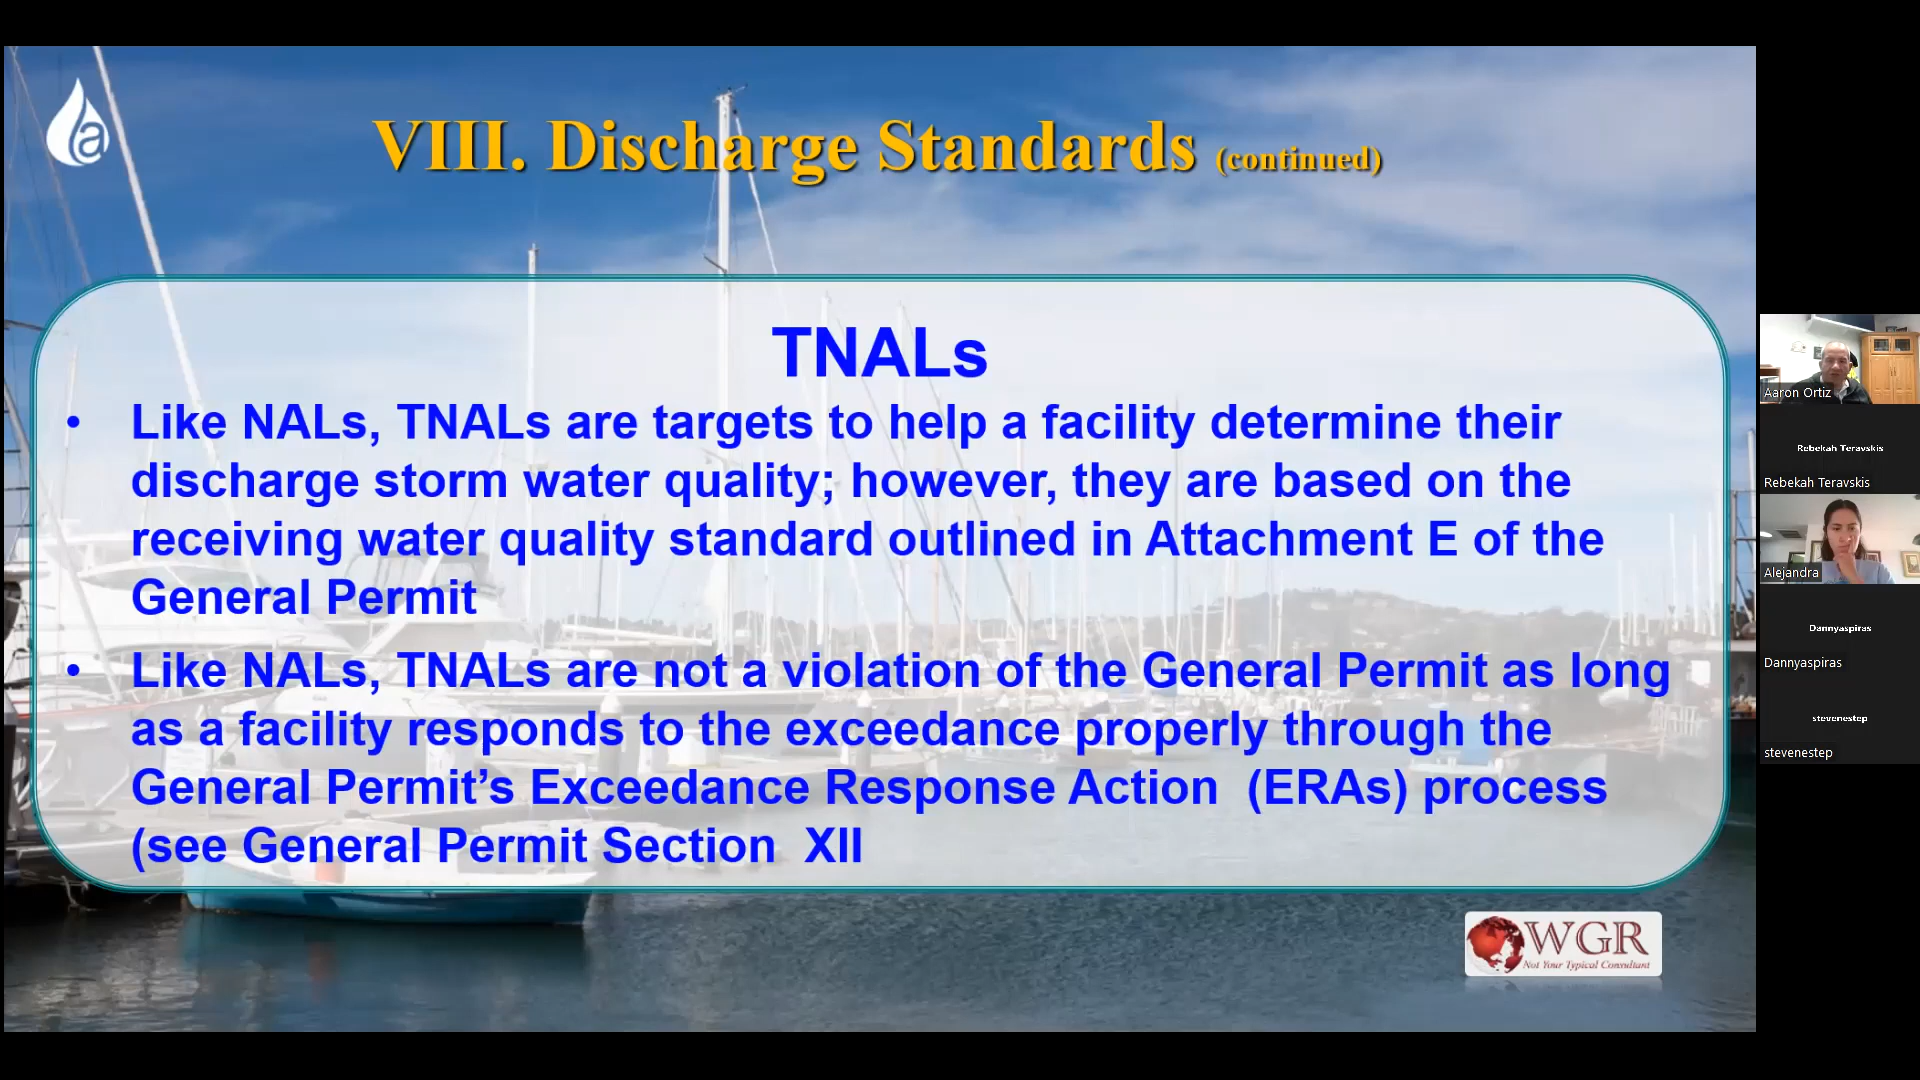 a
VIII. Discharge Standards (continued)
TNALs
• Like NALs, TNALs are targets to help a facility determine their
discharge storm water quality; however, they are based on the
receiving water quality standard outlined in Attachment E of the
General Permit
• Like NALs, TNALs are not a violation of the General Permit as long
as a facility responds to the exceedance properly through the
General Permit’s Exceedance Response Action  (ERAs) process
(see General Permit Section  XII
WGR
Not Your Typical Consultant
Aaron Ortiz
Rebekah Teravskis
Rebekah Teravskis
Alejandra
Dannyaspiras
Dannyaspiras
stevenestep
stevenestep